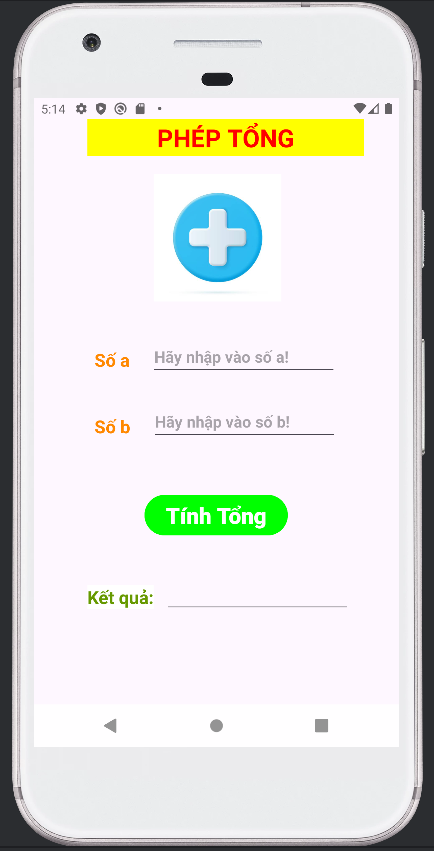 5:14
PHÉP TỔNG
Số a Hãy nhập vào số a!
Số b Hãy nhập vào số b!
Tính Tổng
Kết quả: